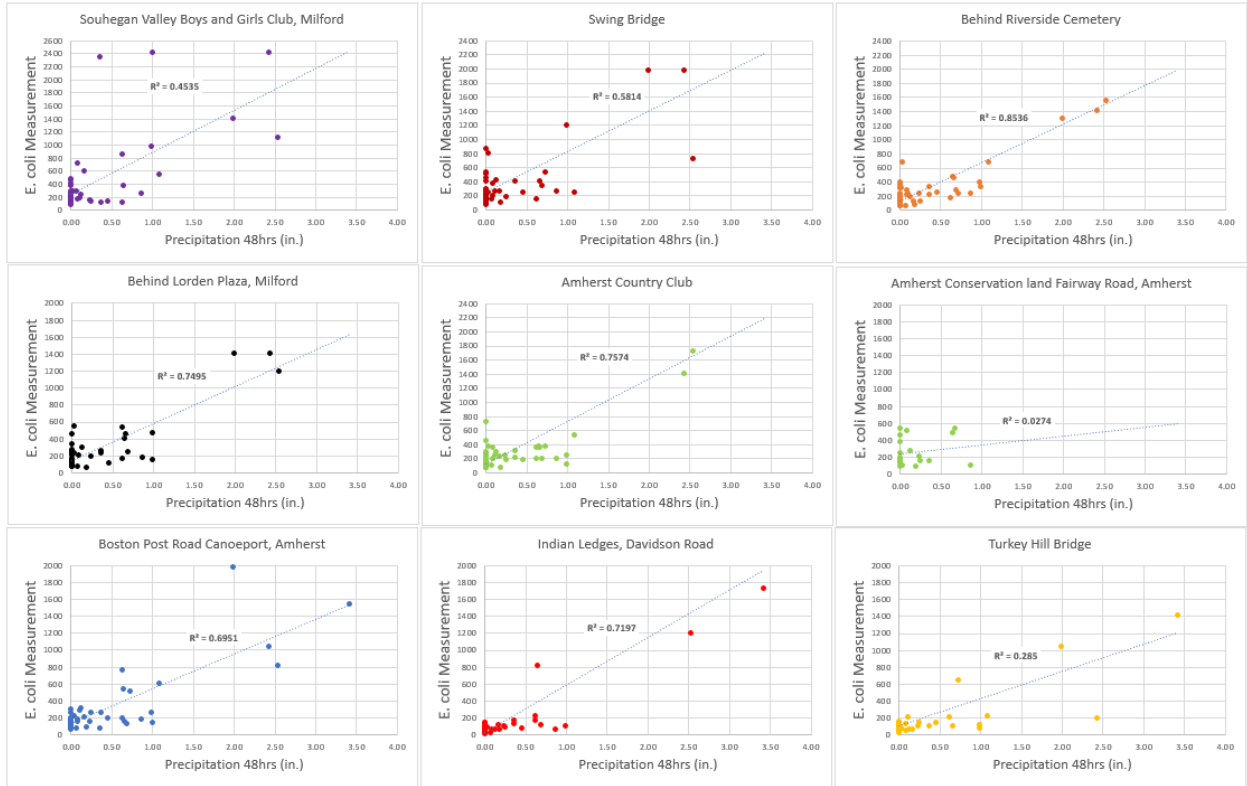 Souhegan Valley Boys and Girls Club, Milford
E. coli Measurement
2600
2400
2200
2000
1800
1600
1400
1200
1000
800
600
400
200
0
R² = 0.4535
0.00 0.50 1.00 1.50 2.00 2.50 3.00 3.50 4.00
Precipitation 48hrs (in.)
Swing Bridge
E. coli Measurement
2400
2200
2000
1800
1600
1400
1200
1000
800
600
400
200
0
R² = 0.5814
0.00 0.50 1.00 1.50 2.00 2.50 3.00 3.50 4.00
Precipitation 48hrs (in.)
Behind Riverside Cemetery
E. coli Measurement
2400
2200
2000
1800
1600
1400
1200
1000
800
600
400
200
0
R² = 0.8536
0.00 0.50 1.00 1.50 2.00 2.50 3.00 3.50 4.00
Precipitation 48hrs (in.)
Behind Lorden Plaza, Milford
E. coli Measurement
2000
1800
1600
1400
1200
1000
800
600
400
200
0
R² = 0.7495
0.00 0.50 1.00 1.50 2.00 2.50 3.00 3.50 4.00
Precipitation 48hrs (in.)
Amherst Country Club
E. coli Measurement
2400
2200
2000
1800
1600
1400
1200
1000
800
600
400
200
0
R² = 0.7574
0.00 0.50 1.00 1.50 2.00 2.50 3.00 3.50 4.00
Precipitation 48hrs (in.)
Amherst Conservation land Fairway Road, Amherst
E. coli Measurement
2000
1800
1600
1400
1200
1000
800
600
400
200
0
R² = 0.0274
0.00 0.50 1.00 1.50 2.00 2.50 3.00 3.50 4.00
Precipitation 48hrs (in.)
Boston Post Road Canoeport, Amherst
E. coli Measurement
2000
1800
1600
1400
1200
1000
800
600
400
200
0
R² = 0.6951
0.00 0.50 1.00 1.50 2.00 2.50 3.00 3.50 4.00
Precipitation 48hrs (in.)
Indian Ledges, Davidson Road
E. coli Measurement
2000
1800
1600
1400
1200
1000
800
600
400
200
0
R² = 0.7197
0.00 0.50 1.00 1.50 2.00 2.50 3.00 3.50 4.00
Precipitation 48hrs (in.)
Turkey Hill Bridge
E. coli Measurement
2000
1800
1600
1400
1200
1000
800
600
400
200
0
R² = 0.285
0.00 0.50 1.00 1.50 2.00 2.50 3.00 3.50 4.00
Precipitation 48hrs (in.)